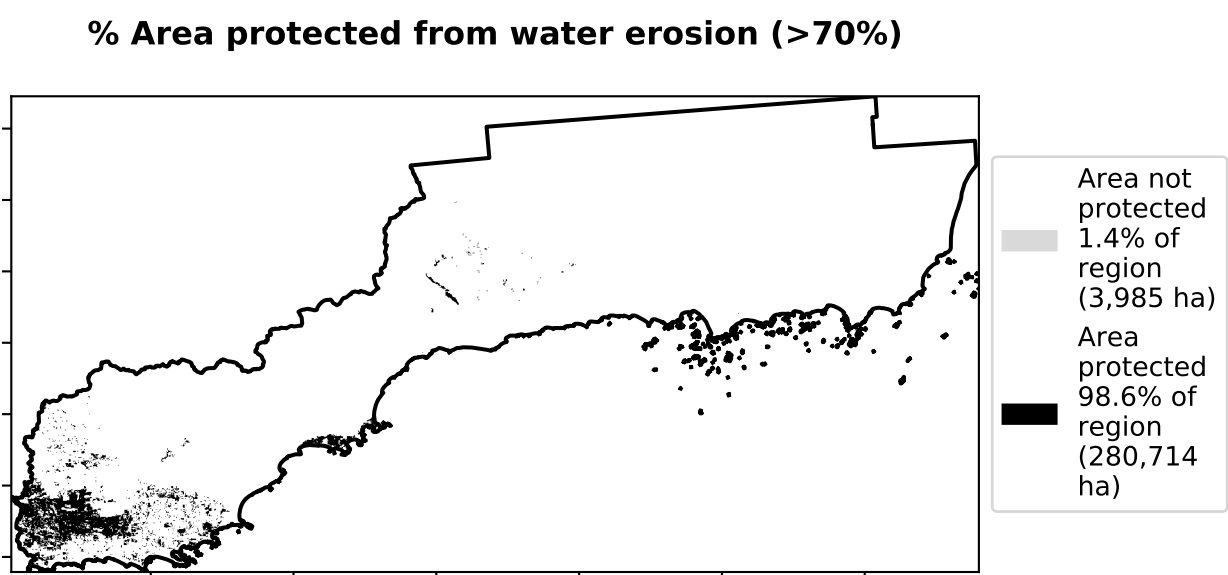 % Area protected from water erosion (>70%)
Area not
protected
1.4% of
region
(3,985 ha)
Area
protected
98.6% of
region
(280,714
ha)